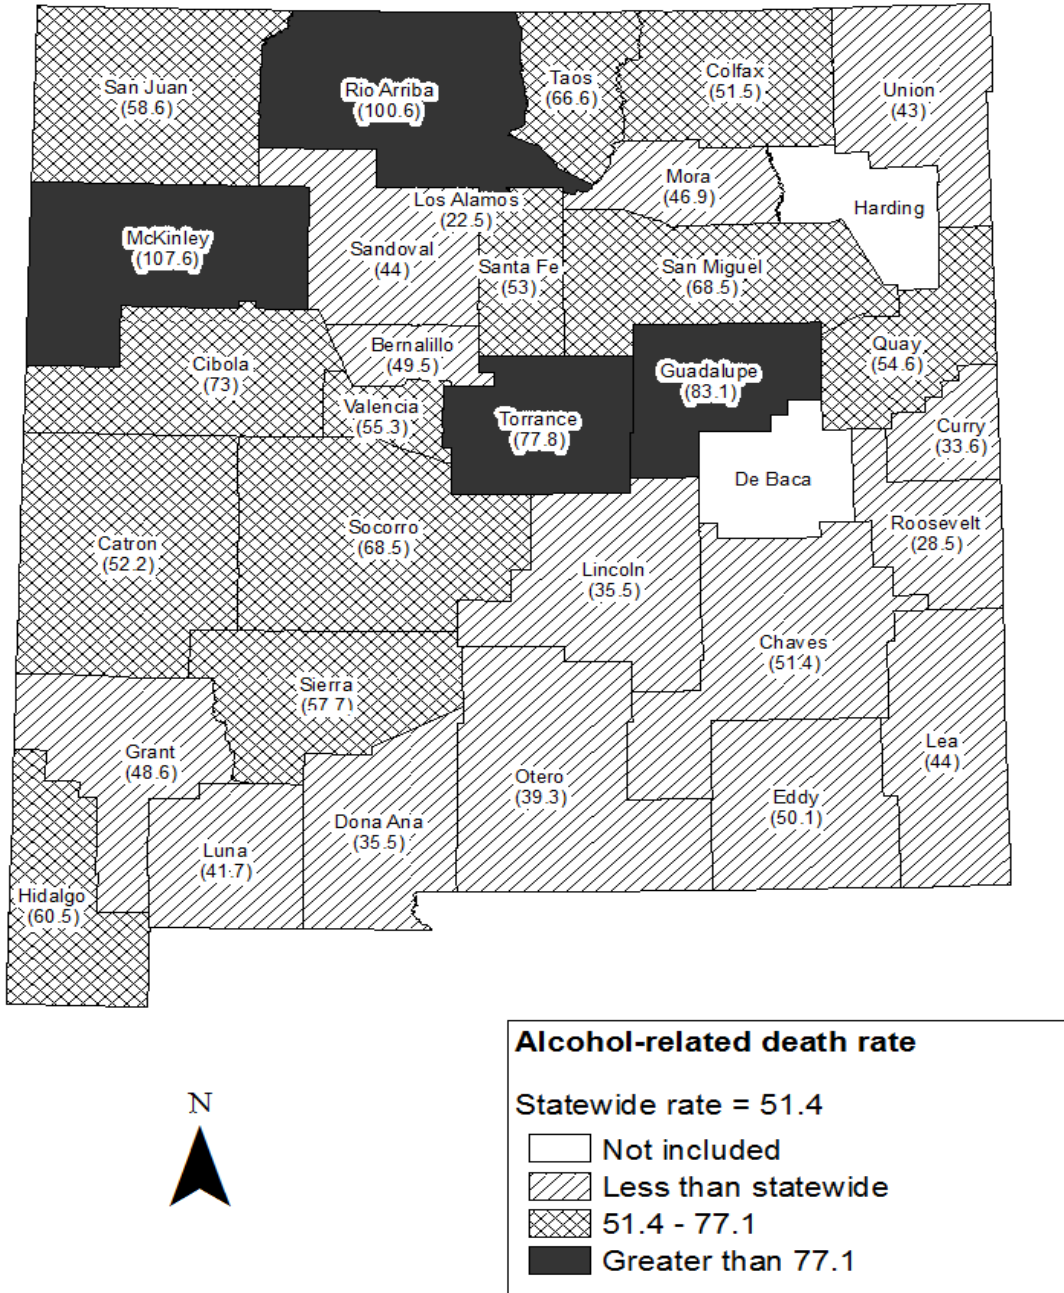 San Juan
(58.6)
Rio Arriba
(100.6)
Taos
(66.6)
Colfax
(51.5)
Union
(43)
Mora
(46.9)
Harding
Los Alamos
(22.5)
McKinley
(107.6)
Sandoval
(44)
Santa Fe
(53)
San Miguel
(68.5)
Cibola
(73)
Bernalillo
(49.5)
Guadalupe
(83.1)
Quay
(54.6)
Valencia
(55.3)
Torrance
(77.8)
Curry
(33.6)
De Baca
Catron
(52.2)
Socorro
(68.5)
Roosevelt
(28.5)
Lincoln
(35.5)
Chaves
(51.4)
Sierra
(57.7)
Grant
(48.6)
Lea
(44)
Otero
(39.3)
Eddy
(50.1)
Dona Ana
(35.5)
Luna
(41.7)
Hidalgo
(60.5)
N
Alcohol-related death rate
Statewide rate = 51.4
Not included
Less than statewide
51.4 - 77.1
Greater than 77.1